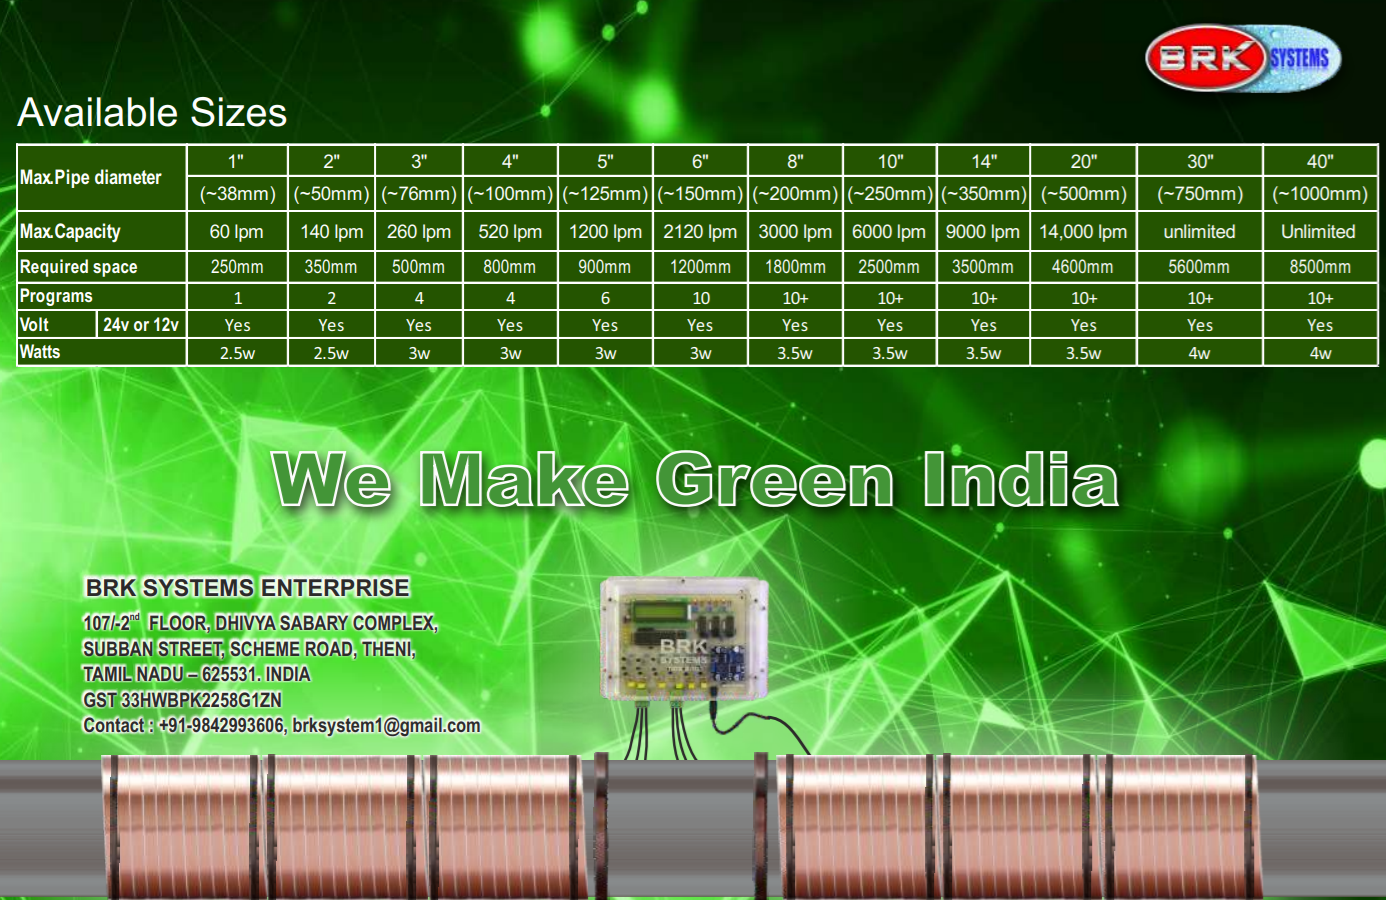 BRK SYSTEMS
Available Sizes
Max.Pipe diameter 1" 2" 3" 4" 5" 6" 8" 10" 14" 20" 30" 40"
(~38mm) (~50mm) (~76mm) (~100mm) (~125mm) (~150mm) (~200mm) (~250mm) (~350mm) (~500mm) (~750mm) (~1000mm)
Max.Capacity 60 lpm 140 lpm 260 lpm 520 lpm 1200 lpm 2120 lpm 3000 lpm 6000 lpm 9000 lpm 14,000 lpm unlimited Unlimited
Required space 250mm 350mm 500mm 800mm 900mm 1200mm 1800mm 2500mm 3500mm 4600mm 5600mm 8500mm
Programs 1 2 4 4 6 10 10+ 10+ 10+ 10+ 10+ 10+
Volt 24v or 12v Yes Yes Yes Yes Yes Yes Yes Yes Yes Yes Yes Yes
Watts 2.5w 2.5w 3w 3w 3w 3w 3.5w 3.5w 3.5w 3.5w 4w 4w
We Make Green India
BRK SYSTEMS ENTERPRISE
107/-2nd FLOOR, DHIVYA SABARY COMPLEX,
SUBBAN STREET, SCHEME ROAD, THENI,
TAMIL NADU – 625531. INDIA
GST 33HWBPK2258G1ZN
Contact : +91-9842993606, brksystem1@gmail.com
BRK
SYSTEMS